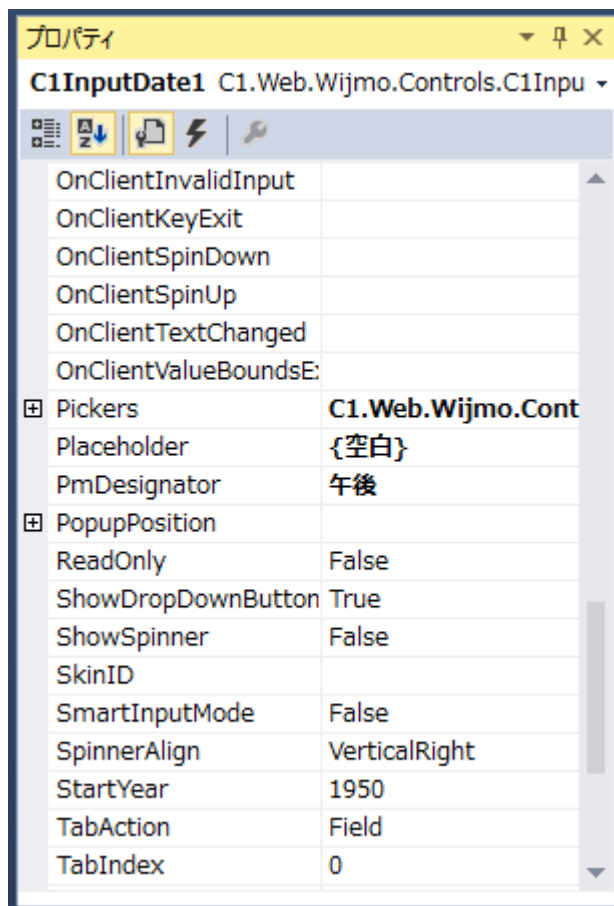 プロパティ
C1InputDate1 C1.Web.Wijmo.Controls.C1Inpu
OnClientInvalidInput
OnClientKeyExit
OnClientSpinDown
OnClientSpinUp
OnClientTextChanged
OnClientValueBoundsE
Pickers C1.Web.Wijmo.Cont
Placeholder {空白}
PmDesignator 午後
PopupPosition
ReadOnly False
ShowDropDownButton True
ShowSpinner False
SkinID
SmartInputMode False
SpinnerAlign VerticalRight
StartYear 1950
TabAction Field
TabIndex 0